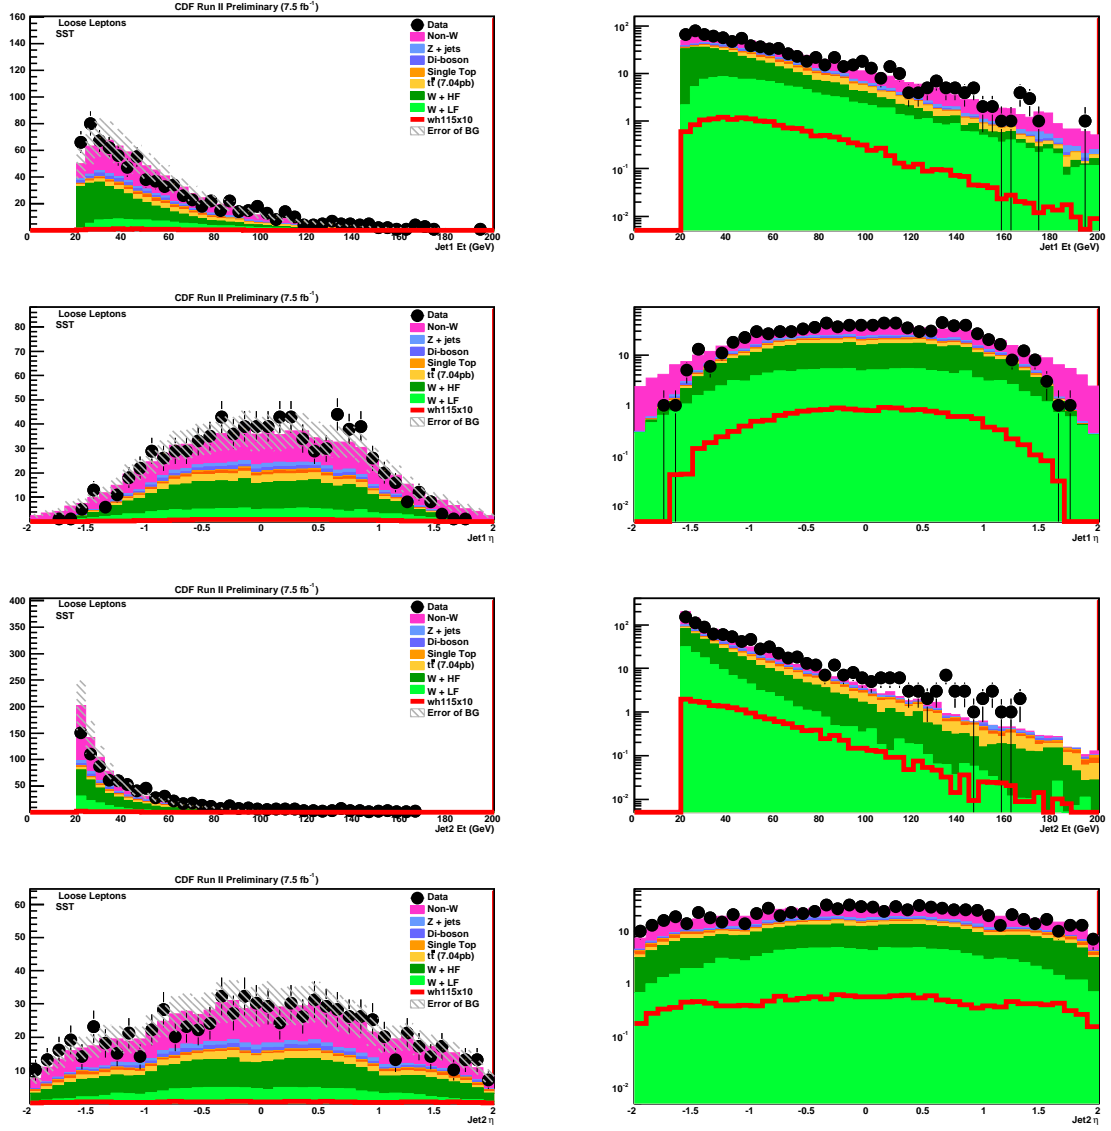 CDF Run II Preliminary (7.5 fb⁻¹)
Loose Leptons
SST
Data
Non-W
Z + jets
Di-boson
Single Top
tt̄ (7.04pb)
W + HF
W + LF
wh115x10
Error of BG
160
140
120
100
80
60
40
20
0 20 40 60 80 100 120 140 160 180 200
Jet1 Et (GeV)
10²
10
1
10⁻¹
10⁻²
0 20 40 60 80 100 120 140 160 180 200
Jet1 Et (GeV)
CDF Run II Preliminary (7.5 fb⁻¹)
Loose Leptons
SST
Data
Non-W
Z + jets
Di-boson
Single Top
tt̄ (7.04pb)
W + HF
W + LF
wh115x10
Error of BG
80
70
60
50
40
30
20
10
-2 -1.5 -1 -0.5 0 0.5 1 1.5 2
Jet1 η
10
1
10⁻¹
10⁻²
-2 -1.5 -1 -0.5 0 0.5 1 1.5 2
Jet1 η
CDF Run II Preliminary (7.5 fb⁻¹)
Loose Leptons
SST
Data
Non-W
Z + jets
Di-boson
Single Top
tt̄ (7.04pb)
W + HF
W + LF
wh115x10
Error of BG
400
350
300
250
200
150
100
50
0 20 40 60 80 100 120 140 160 180 200
Jet2 Et (GeV)
10²
10
1
10⁻¹
10⁻²
0 20 40 60 80 100 120 140 160 180 200
Jet2 Et (GeV)
CDF Run II Preliminary (7.5 fb⁻¹)
Loose Leptons
SST
Data
Non-W
Z + jets
Di-boson
Single Top
tt̄ (7.04pb)
W + HF
W + LF
wh115x10
Error of BG
60
50
40
30
20
10
-2 -1.5 -1 -0.5 0 0.5 1 1.5 2
Jet2 η
10
1
10⁻¹
10⁻²
-2 -1.5 -1 -0.5 0 0.5 1 1.5 2
Jet2 η